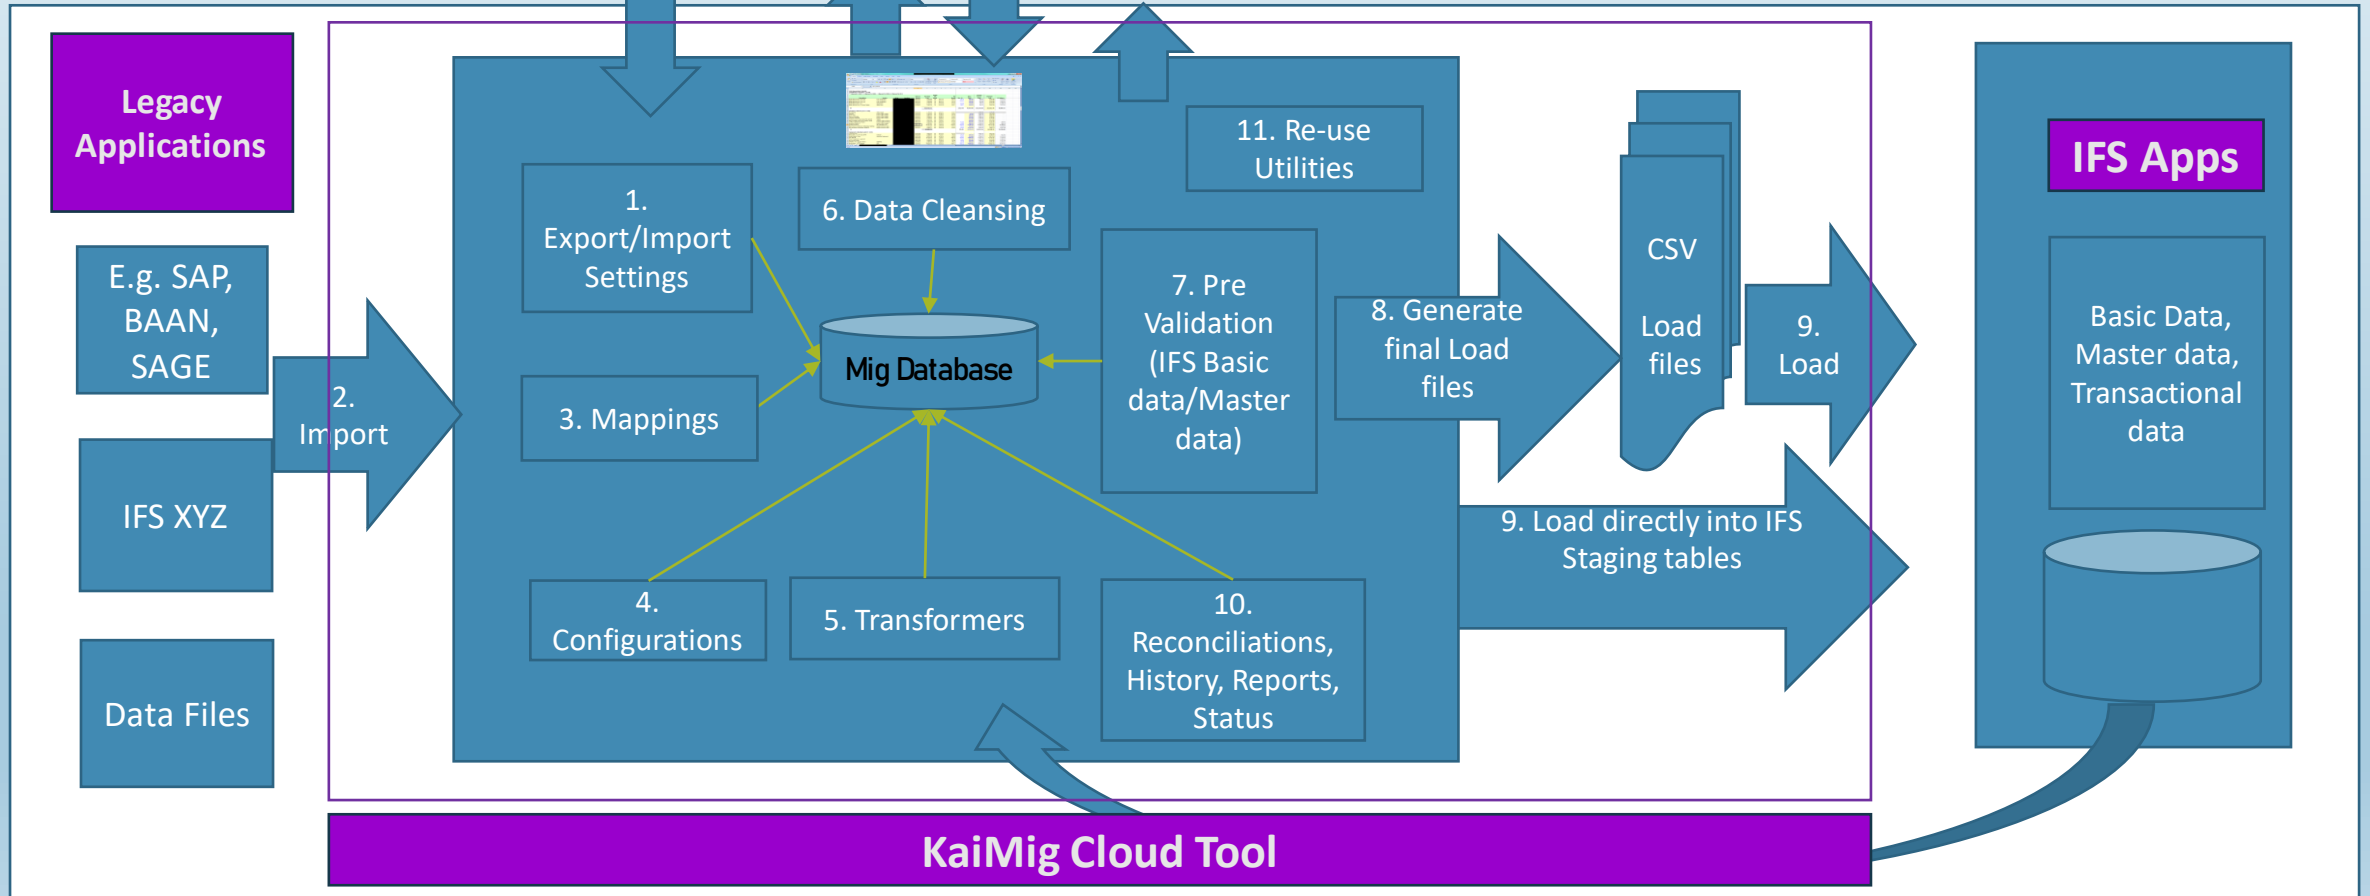 Legacy
Applications
E.g. SAP,
BAAN,
SAGE
IFS XYZ
Data Files
2.
Import
1.
Export/Import
Settings
3. Mappings
4.
Configurations
5. Transformers
6. Data Cleansing
Mig Database
7. Pre
Validation
(IFS Basic
data/Master
data)
10.
Reconciliations,
History, Reports,
Status
11. Re-use
Utilities
8. Generate
final Load
files
CSV
Load
files
9.
Load
9. Load directly into IFS
Staging tables
IFS Apps
Basic Data,
Master data,
Transactional
data
KaiMig Cloud Tool